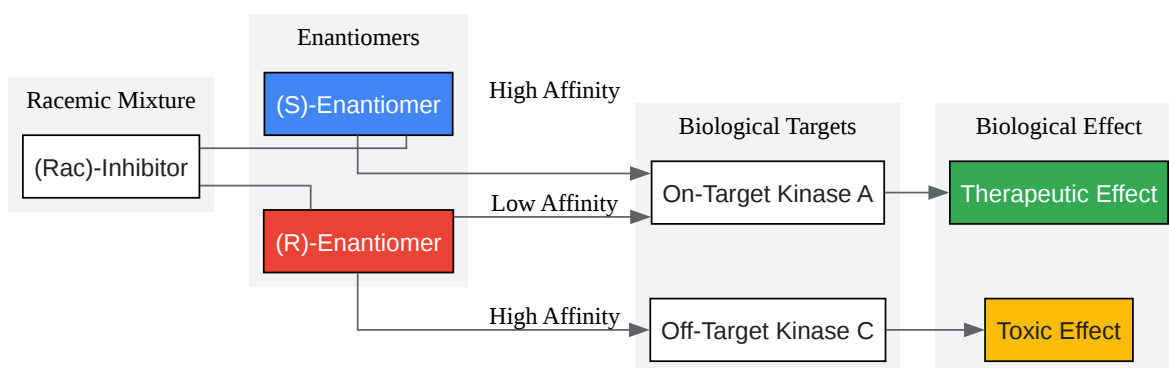 Enantiomers
Racemic Mixture
(S)-Enantiomer
High Affinity
Biological Targets
Biological Effect
(Rac)-Inhibitor
On-Target Kinase A
Therapeutic Effect
Low Affinity
(R)-Enantiomer
High Affinity
Off-Target Kinase C
Toxic Effect